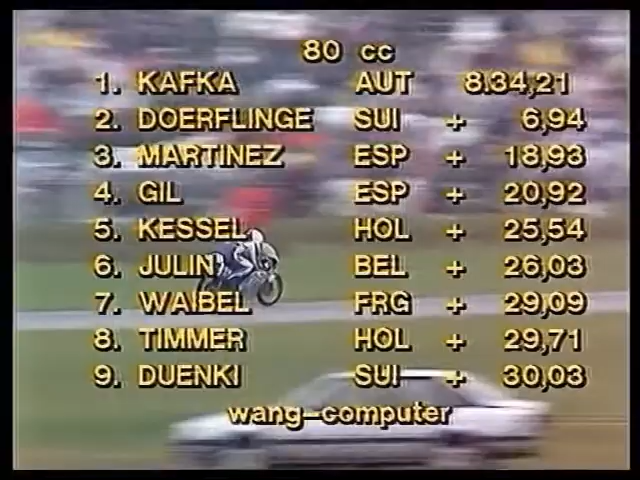 80 cc
1. KAFKA AUT 8.34,21
2. DOERFLINGE SUI + 6,94
3. MARTINEZ ESP + 18,93
4. GIL ESP + 20,92
5. KESSEL HOL + 25,54
6. JULIN BEL + 26,03
7. WAIBEL FRG + 29,09
8. TIMMER HOL + 29,71
9. DUENKI SUI + 30,03
wang-computer